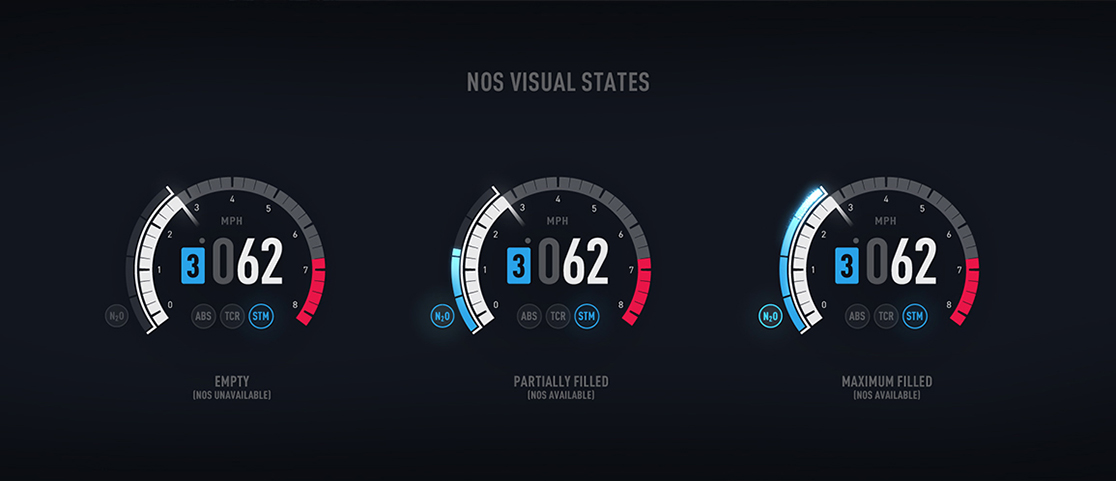 NOS VISUAL STATES
0 1 2 3 4 5 6 7 8
MPH
3 062
N₂O ABS TCR STM
EMPTY
(NOS UNAVAILABLE)
0 1 2 3 4 5 6 7 8
MPH
3 062
N₂O ABS TCR STM
PARTIALLY FILLED
(NOS AVAILABLE)
0 1 2 3 4 5 6 7 8
MPH
3 062
N₂O ABS TCR STM
MAXIMUM FILLED
(NOS AVAILABLE)